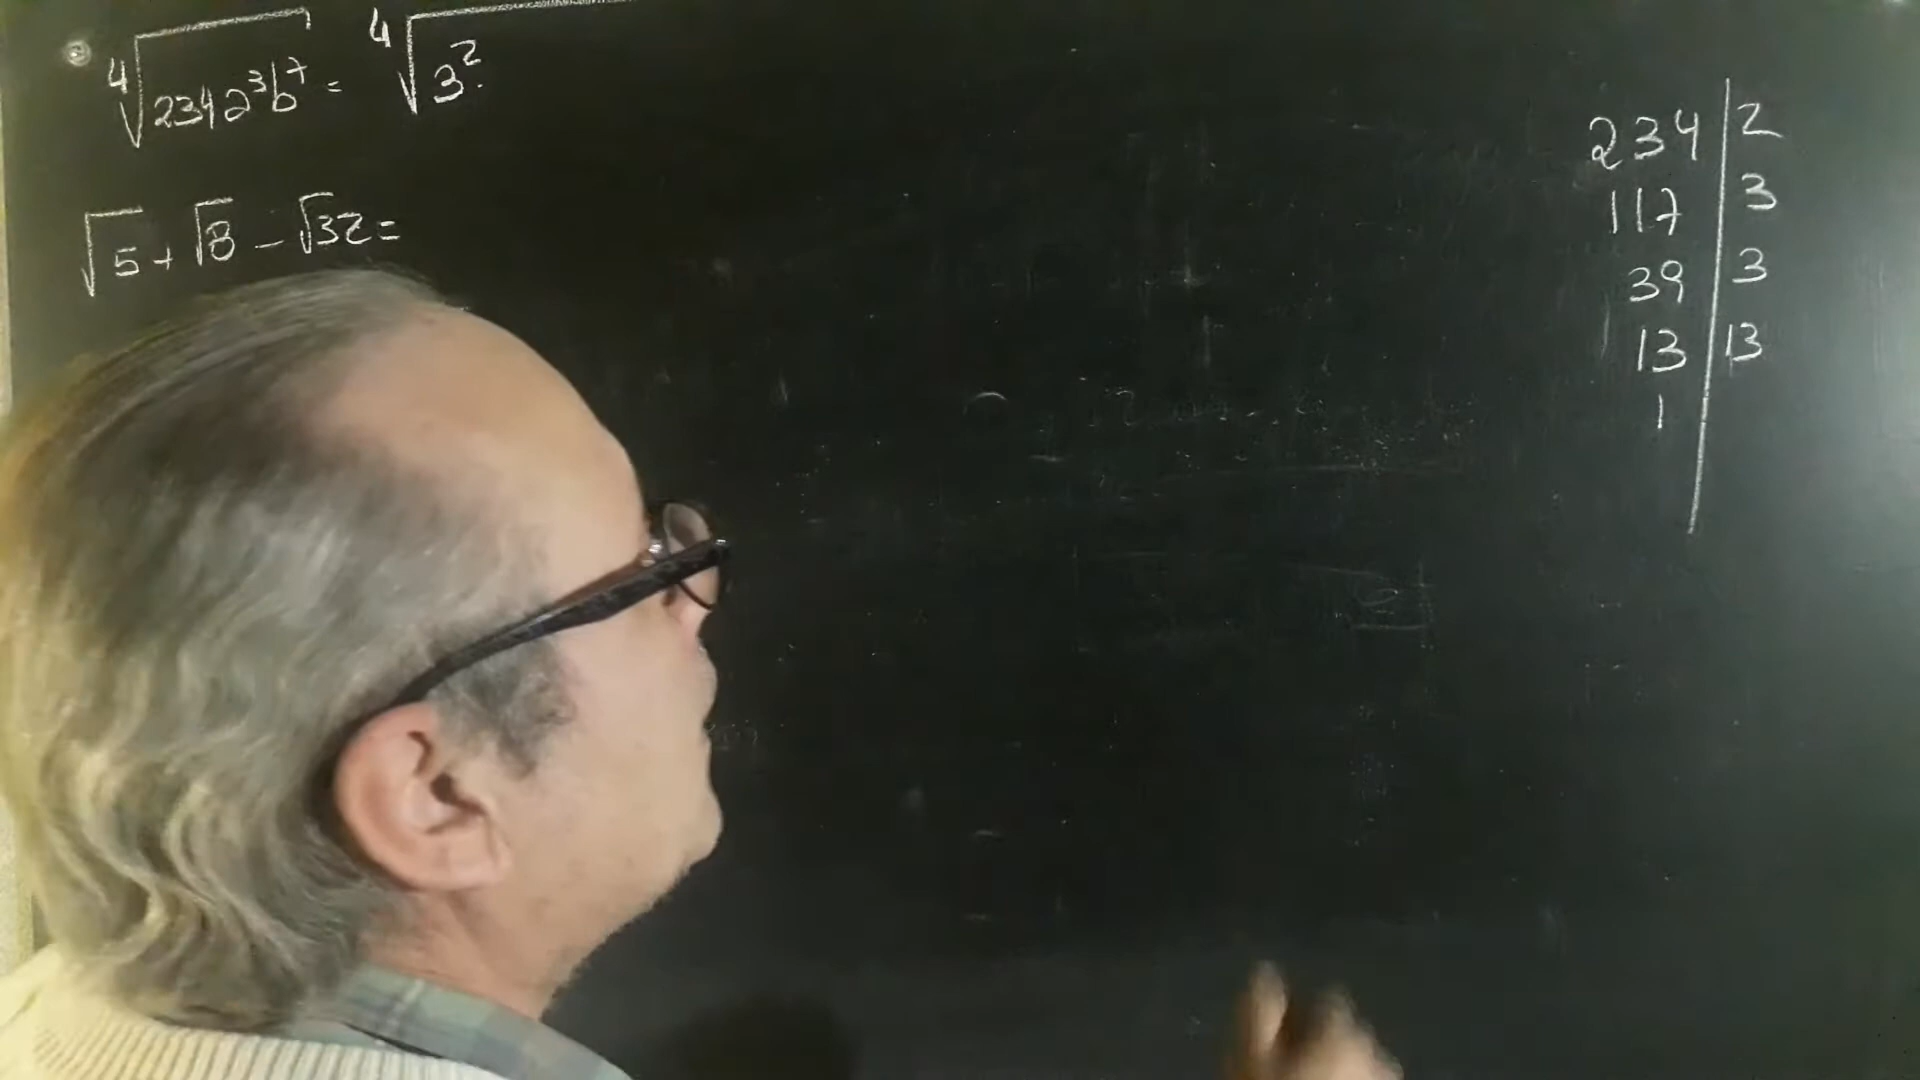 ⁴√234a³b⁷ = ⁴√3².
√5 + √8 - √32 =
234 | 2
117 | 3
39 | 3
13 | 13
1 |